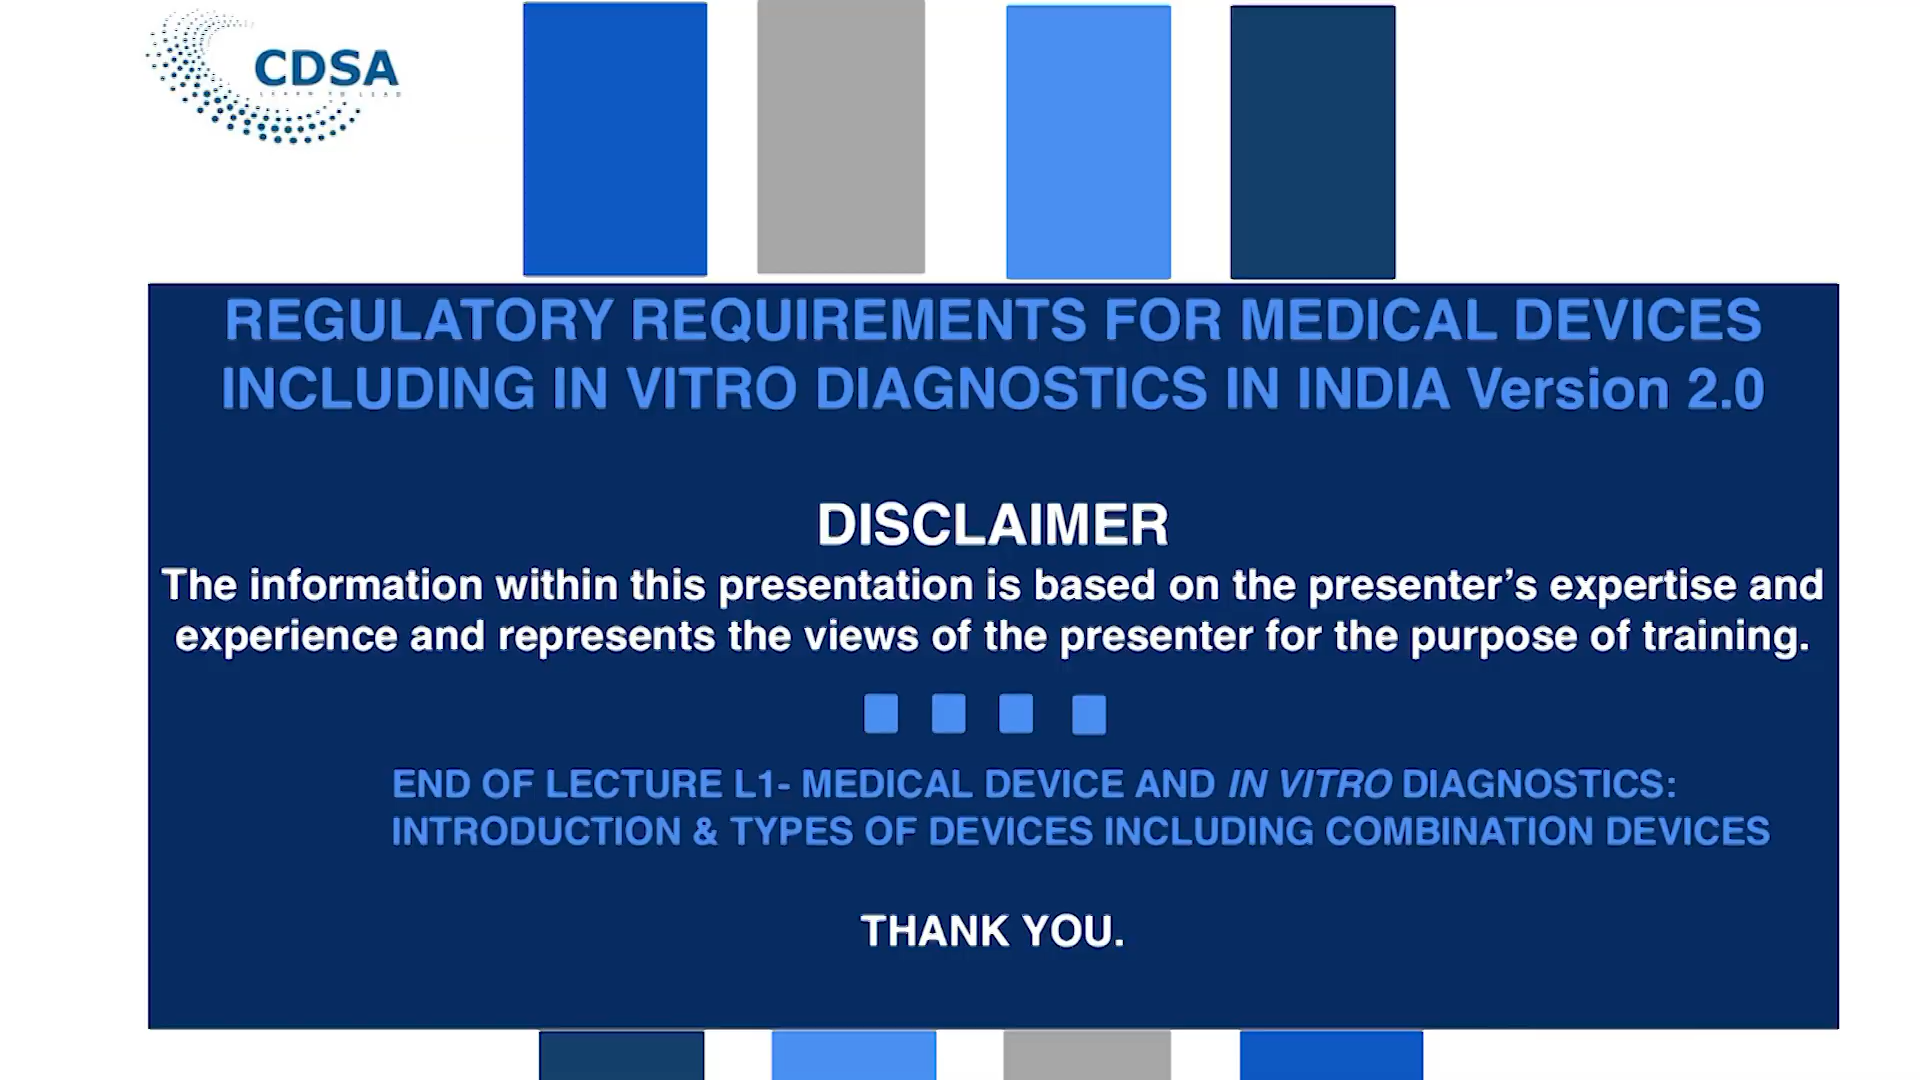 CDSA
LEARN TO LEAD
REGULATORY REQUIREMENTS FOR MEDICAL DEVICES
INCLUDING IN VITRO DIAGNOSTICS IN INDIA Version 2.0
DISCLAIMER
The information within this presentation is based on the presenter’s expertise and
experience and represents the views of the presenter for the purpose of training.
END OF LECTURE L1- MEDICAL DEVICE AND IN VITRO DIAGNOSTICS:
INTRODUCTION & TYPES OF DEVICES INCLUDING COMBINATION DEVICES
THANK YOU.